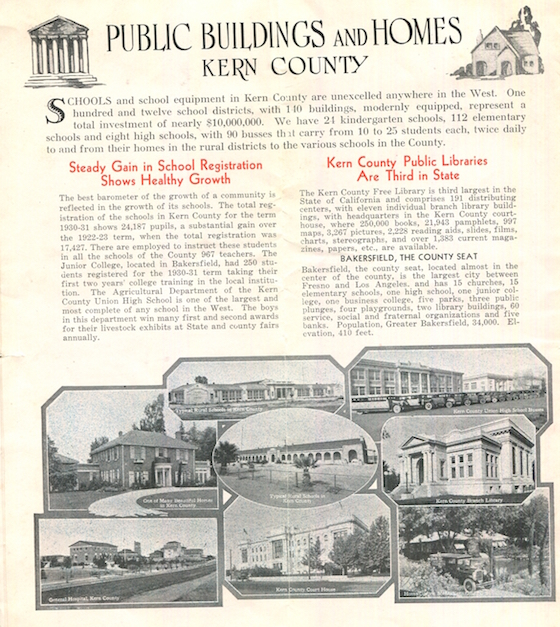 PUBLIC BUILDINGS AND HOMES
KERN COUNTY
SCHOOLS and school equipment in Kern County are unexcelled anywhere in the West. One
hundred and twelve school districts, with 140 buildings, modernly equipped, represent a
total investment of nearly $10,000,000. We have 24 kindergarten schools, 112 elementary
schools and eight high schools, with 90 busses that carry from 10 to 25 students each, twice daily
to and from their homes in the rural districts to the various schools in the County.
Steady Gain in School Registration
Shows Healthy Growth
The best barometer of the growth of a community is
reflected in the growth of its schools. The total reg-
istration of the schools in Kern County for the term
1930-31 shows 24,187 pupils, a substantial gain over
the 1922-23 term, when the total registration was
17,427. There are employed to instruct these students
in all the schools of the County 967 teachers. The
Junior College, located in Bakersfield, had 250 stu-
dents registered for the 1930-31 term taking their
first two years' college training in the local institu-
tion. The Agricultural Department of the Kern
County Union High School is one of the largest and
most complete of any school in the West. The boys
in this department win many first and second awards
for their livestock exhibits at State and county fairs
annually.
Kern County Public Libraries
Are Third in State
The Kern County Free Library is third largest in the
State of California and comprises 191 distributing
centers, with eleven individual branch library build-
ings, with headquarters in the Kern County court-
house, where 250,000 books, 21,943 pamphlets, 997
maps, 3,267 pictures, 2,228 reading aids, slides, films,
charts, stereographs, and over 1,383 current maga-
zines, papers, etc., are available.
BAKERSFIELD, THE COUNTY SEAT
Bakersfield, the county seat, located almost in the
center of the county, is the largest city between
Fresno and Los Angeles, and has 15 churches, 15
elementary schools, one high school, one junior col-
lege, one business college, five parks, three public
plunges, four playgrounds, two library buildings, 60
service, social and fraternal organizations and five
banks. Population, Greater Bakersfield, 34,000. El-
evation, 410 feet.
Typical Rural Schools in Kern County
Kern County Union High School Busses
One of Many Beautiful Homes
in Kern County
Typical Rural Schools in
Kern County
Kern County Branch Library
General Hospital, Kern County
Kern County Court House